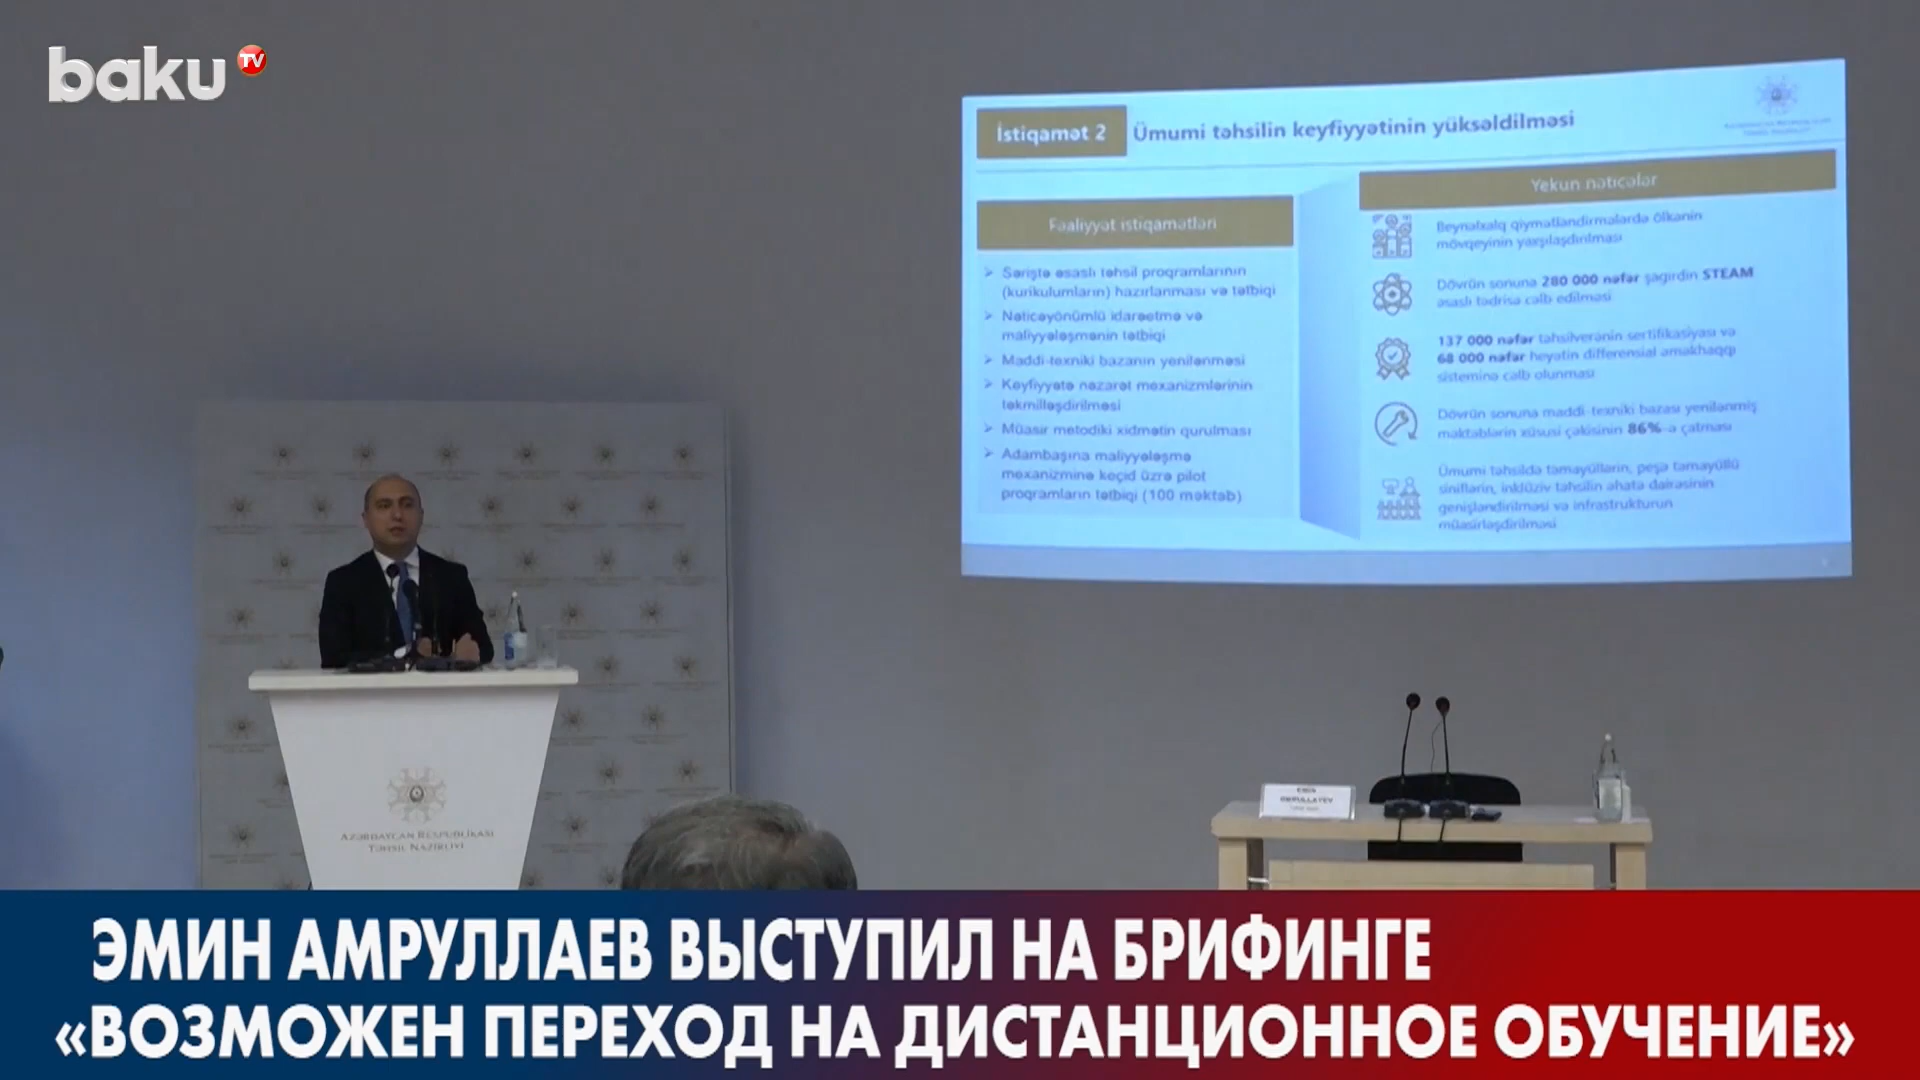 baku TV
İstiqamət 2
Ümumi təhsilin keyfiyyətinin yüksəldilməsi
Fəaliyyət istiqamətləri
Səriştə əsaslı təhsil proqramlarının
(kurikulumların) hazırlanması və tətbiqi
Nəticəyönümlü idarəetmə və
maliyyələşmənin tətbiqi
Maddi-texniki bazanın yenilənməsi
Keyfiyyətə nəzarət mexanizmlərinin
təkmilləşdirilməsi
Müasir metodiki xidmətin qurulması
Adambaşına maliyyələşmə
mexanizminə keçid üzrə pilot
proqramların tətbiqi (100 məktəb)
Yekun nəticələr
Beynəlxalq qiymətləndirmələrdə ölkənin
mövqeyinin yaxşılaşdırılması
Dövrün sonuna 280 000 nəfər şagirdin STEAM
əsaslı tədrisə cəlb edilməsi
137 000 nəfər təhsilverənin sertifikasiyası və
68 000 nəfər heyətin differensial əməkhaqqı
sisteminə cəlb olunması
Dövrün sonuna maddi-texniki bazası yenilənmiş
məktəblərin xüsusi çəkisinin 86%-ə çatması
Ümumi təhsildə təmayüllərin, peşə təmayüllü
siniflərin, inklüziv təhsilin əhatə dairəsinin
genişləndirilməsi və infrastrukturun
müasirləşdirilməsi
AZƏRBAYCAN RESPUBLİKASI
TƏHSİL NAZİRLİYİ
ЭМИН АМРУЛЛАЕВ ВЫСТУПИЛ НА БРИФИНГЕ
«ВОЗМОЖЕН ПЕРЕХОД НА ДИСТАНЦИОННОЕ ОБУЧЕНИЕ»